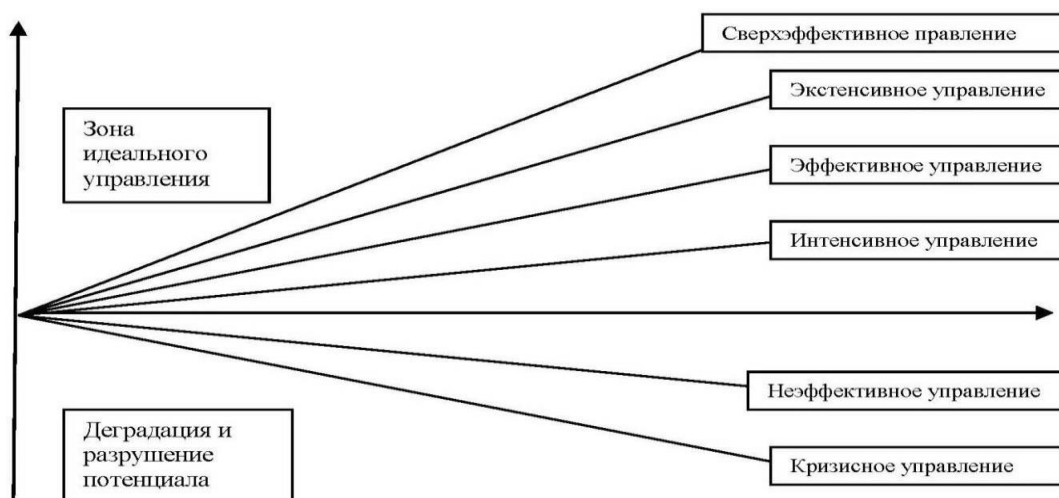 Сверхэффективное правление
Экстенсивное управление
Зона
идеального
управления
Эффективное управление
Интенсивное управление
Неэффективное управление
Деградация и
разрушение
потенциала
Кризисное управление